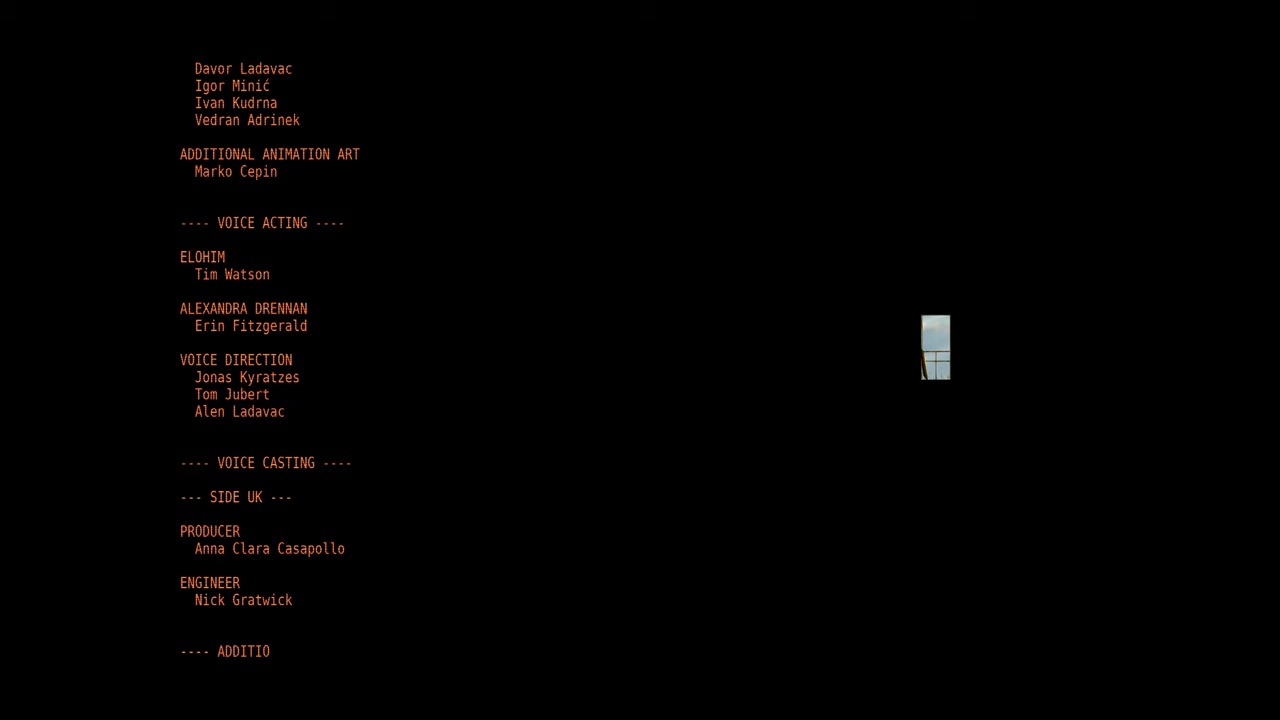 Davor Ladavac
Igor Minić
Ivan Kudrna
Vedran Adrinek
ADDITIONAL ANIMATION ART
Marko Cepin
---- VOICE ACTING ----
ELOHIM
Tim Watson
ALEXANDRA DRENNAN
Erin Fitzgerald
VOICE DIRECTION
Jonas Kyratzes
Tom Jubert
Alen Ladavac
---- VOICE CASTING ----
--- SIDE UK ---
PRODUCER
Anna Clara Casapollo
ENGINEER
Nick Gratwick
---- ADDITIO